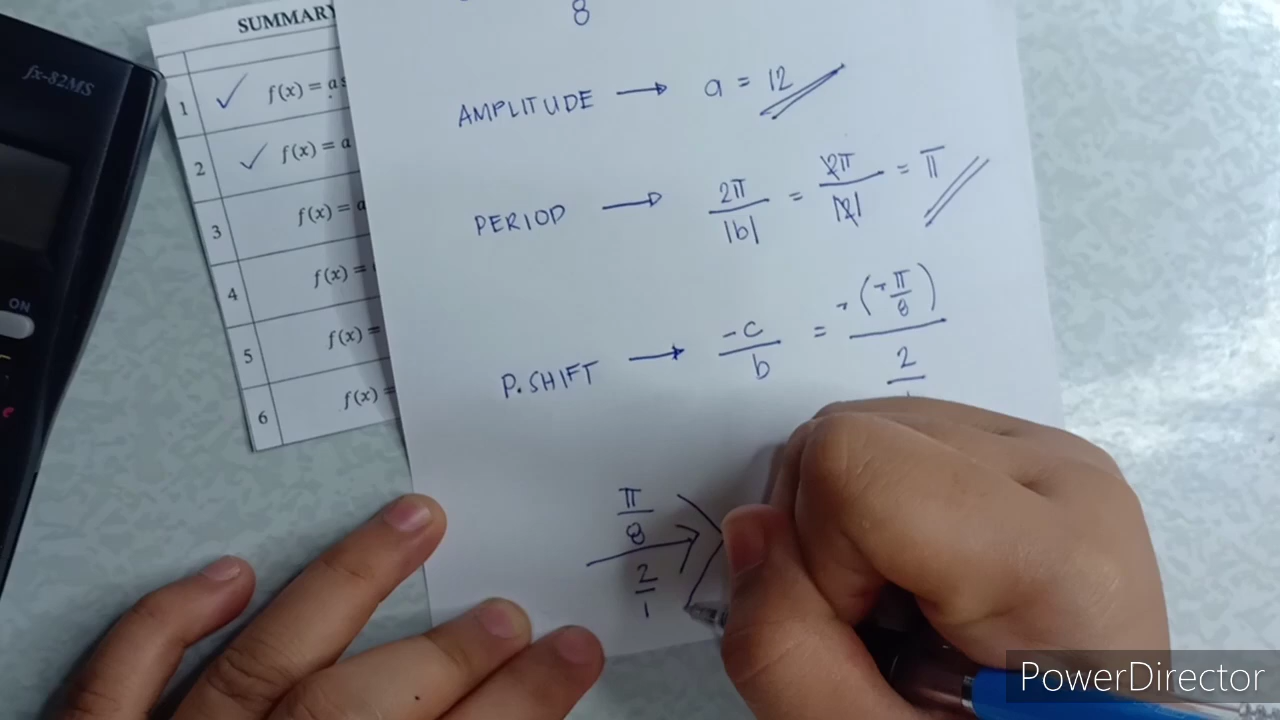 fx-82MS
ON
SUMMARY
1 ✓ f(x) = a s
2 ✓ f(x) = a
3 f(x) = a
4 f(x) =
5 f(x) =
6 f(x) =
8
AMPLITUDE → a = 12
PERIOD → 2π/|b| = 2π/|2| = π
P. SHIFT → -c/b = -(-π/8)/(2/1)
π/8
2/1
PowerDirector